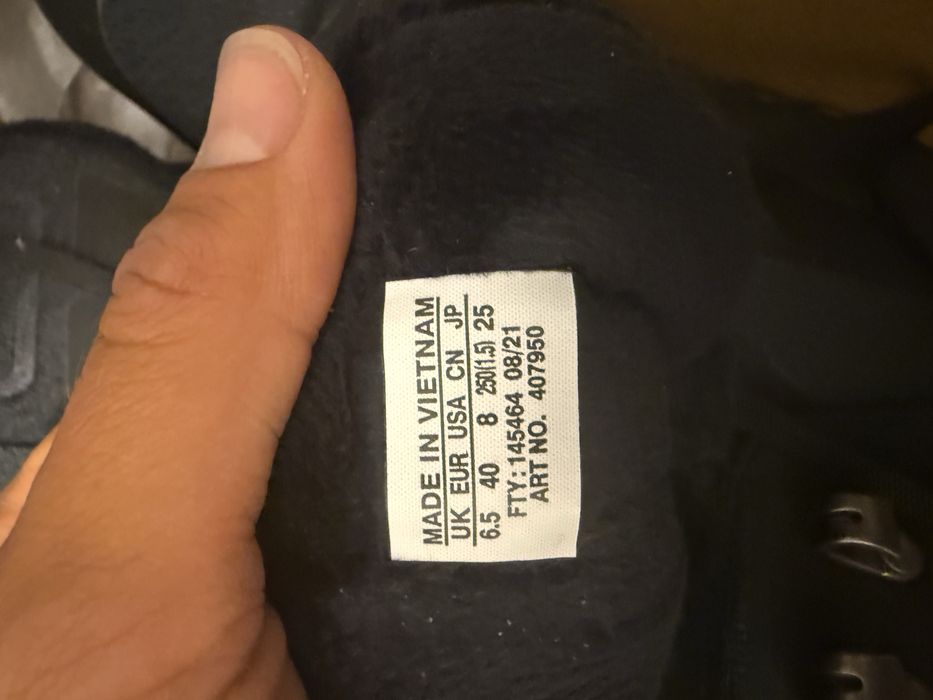 MADE IN VIETNAM
UK EUR USA CN JP
6.5 40 8 250(1.5) 25
FTY:145464 08/21
ART NO. 407950